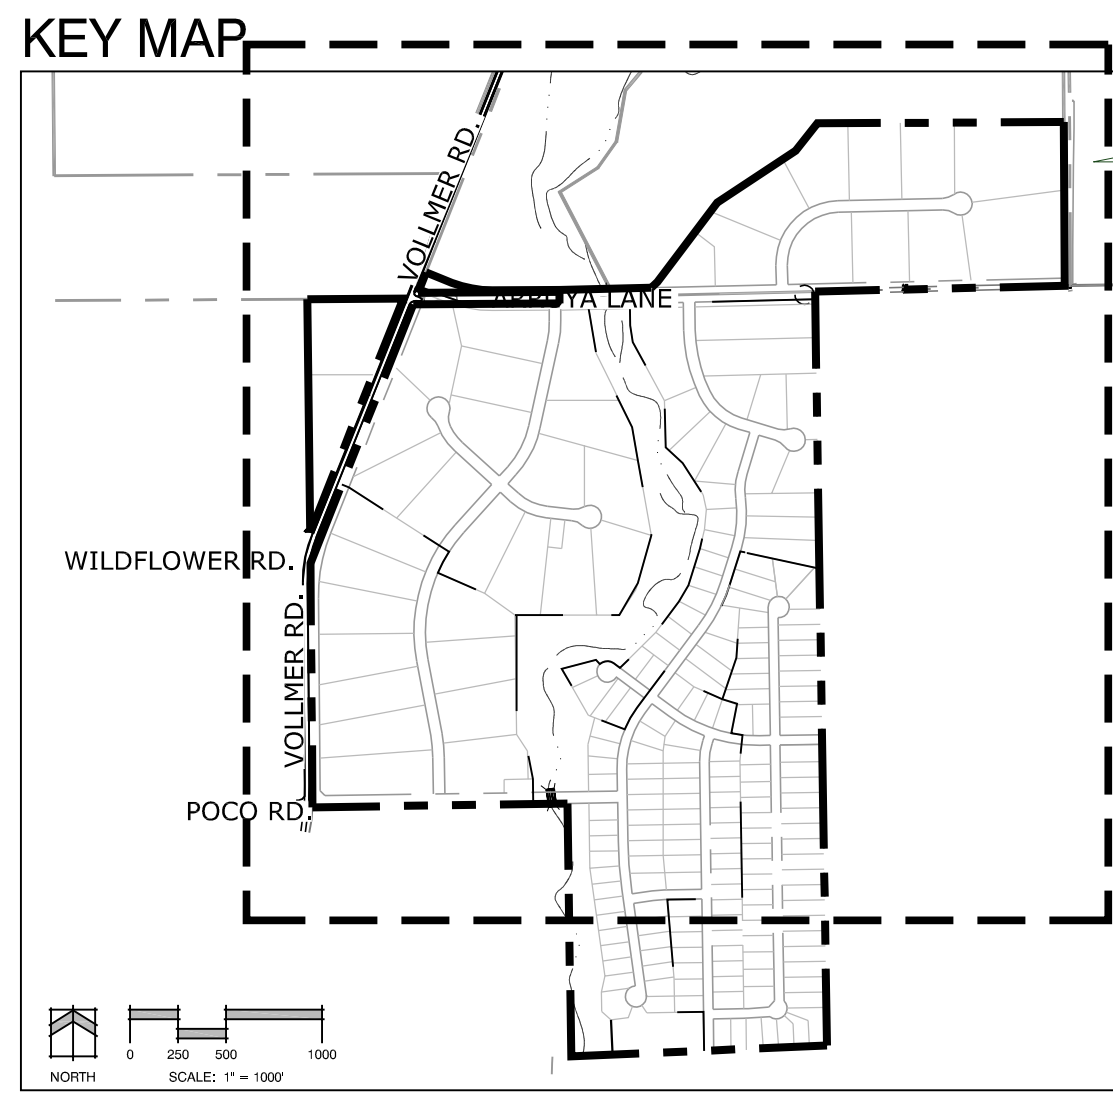 KEY MAP
VOLLMER RD.
LANE
WILDFLOWER RD.
VOLLMER RD.
POCO RD.
0 250 500 1000
NORTH
SCALE: 1" = 1000'